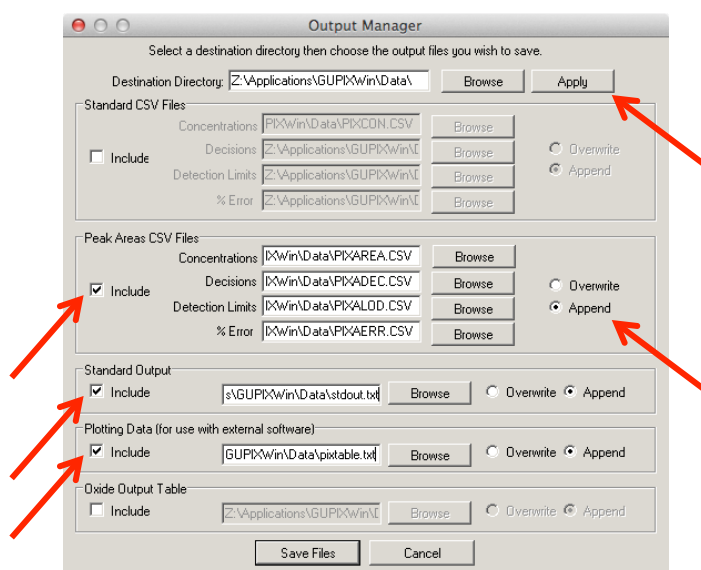 Output Manager
Select a destination directory then choose the output files you wish to save.
Destination Directory: Z:\Applications\GUPIXWin\Data\ Browse Apply
Standard CSV Files
Include
Concentrations PIXWin\Data\PIXCON.CSV Browse
Decisions Z:\Applications\GUPIXWin\D Browse
Detection Limits Z:\Applications\GUPIXWin\D Browse
% Error Z:\Applications\GUPIXWin\D Browse
Overwrite
Append
Peak Areas CSV Files
Include
Concentrations IXWin\Data\PIXAREA.CSV Browse
Decisions IXWin\Data\PIXADEC.CSV Browse
Detection Limits IXWin\Data\PIXALOD.CSV Browse
% Error IXWin\Data\PIXAERR.CSV Browse
Overwrite
Append
Standard Output
Include s\GUPIXWin\Data\stdout.txt Browse Overwrite Append
Plotting Data (for use with external software)
Include GUPIXWin\Data\pixtable.txt Browse Overwrite Append
Oxide Output Table
Include Z:\Applications\GUPIXWin\D Browse Overwrite Append
Save Files Cancel